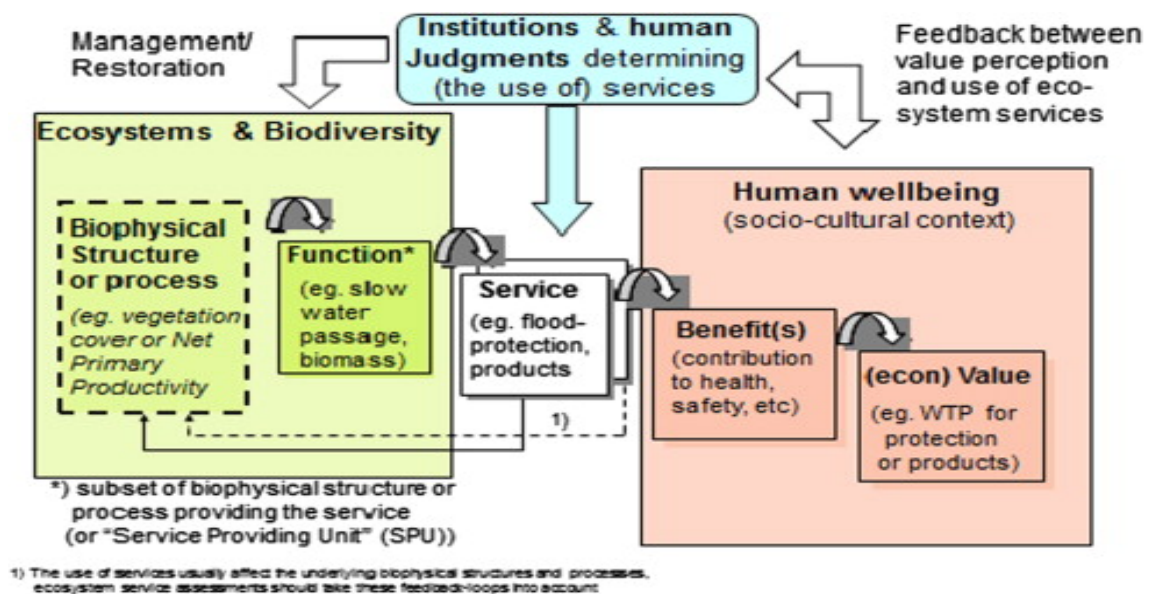 Management/
Restoration
Institutions & human
Judgments determining
(the use of) services
Feedback between
value perception
and use of eco-
system services
Ecosystems & Biodiversity
Biophysical
Structure
or process
(eg. vegetation
cover or Net
Primary
Productivity
Function*
(eg. slow
water
passage,
biomass)
Service
(eg. flood-
protection,
products
Human wellbeing
(socio-cultural context)
Benefit(s)
(contribution
to health,
safety, etc)
(econ) Value
(eg. WTP for
protection
or products)
1)
*) subset of biophysical structure or
process providing the service
(or “Service Providing Unit” (SPU))
1) The use of services usually affect the underlying biophysical structures and processes,
ecosystem service assessments should take these feedback-loops into account